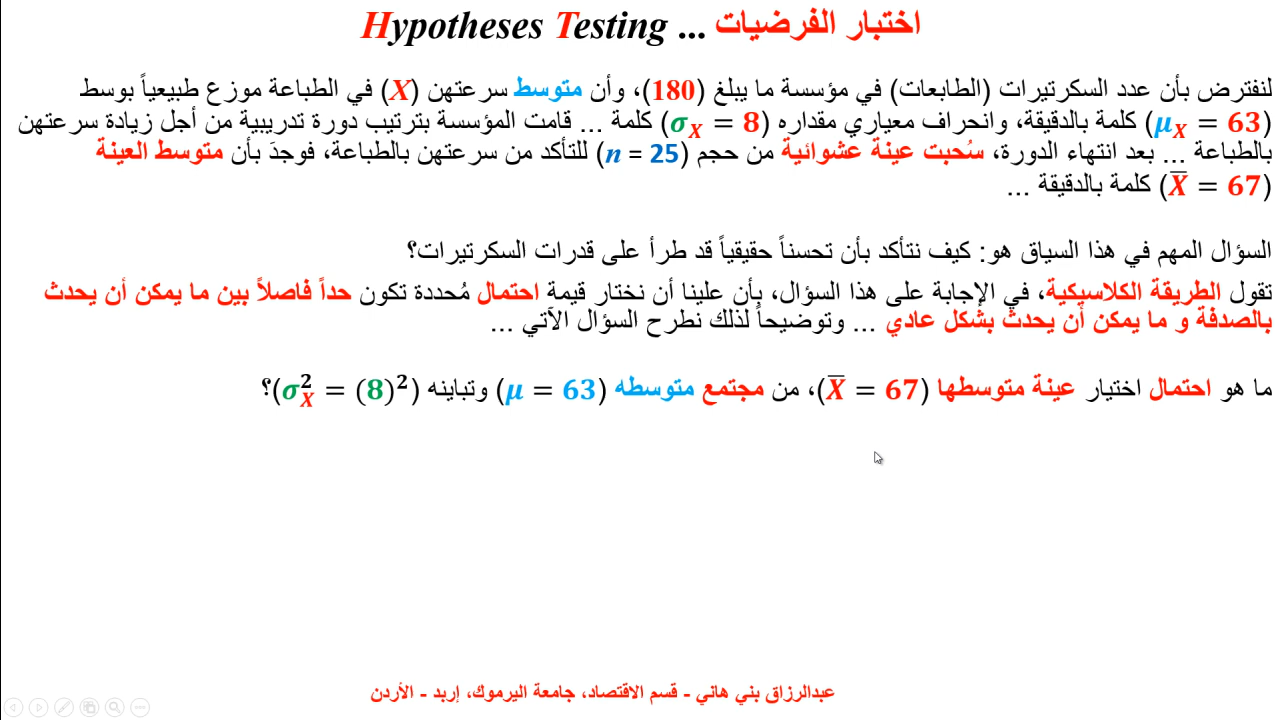 اختبار الفرضيات ... Hypotheses Testing
لنفترض بأن عدد السكرتيرات (الطابعات) في مؤسسة ما يبلغ (180)، وأن متوسط سرعتهن (X) في الطباعة موزع طبيعياً بوسط
(μ_X = 63) كلمة بالدقيقة، وانحراف معياري مقداره (σ_X = 8) كلمة ... قامت المؤسسة بترتيب دورة تدريبية من أجل زيادة سرعتهن
بالطباعة ... بعد انتهاء الدورة، سُحبت عينة عشوائية من حجم (n = 25) للتأكد من سرعتهن بالطباعة، فوجدَ بأن متوسط العينة
(X̅ = 67) كلمة بالدقيقة ...
السؤال المهم في هذا السياق هو: كيف نتأكد بأن تحسناً حقيقياً قد طرأ على قدرات السكرتيرات؟
تقول الطريقة الكلاسيكية، في الإجابة على هذا السؤال، بأن علينا أن نختار قيمة احتمال مُحددة تكون حداً فاصلاً بين ما يمكن أن يحدث
بالصدفة و ما يمكن أن يحدث بشكل عادي ... وتوضيحاً لذلك نطرح السؤال الآتي ...
ما هو احتمال اختيار عينة متوسطها (X̅ = 67)، من مجتمع متوسطه (μ = 63) وتباينه (σ_X² = (8)²)؟
عبدالرزاق بني هاني - قسم الاقتصاد، جامعة اليرموك، إربد - الأردن